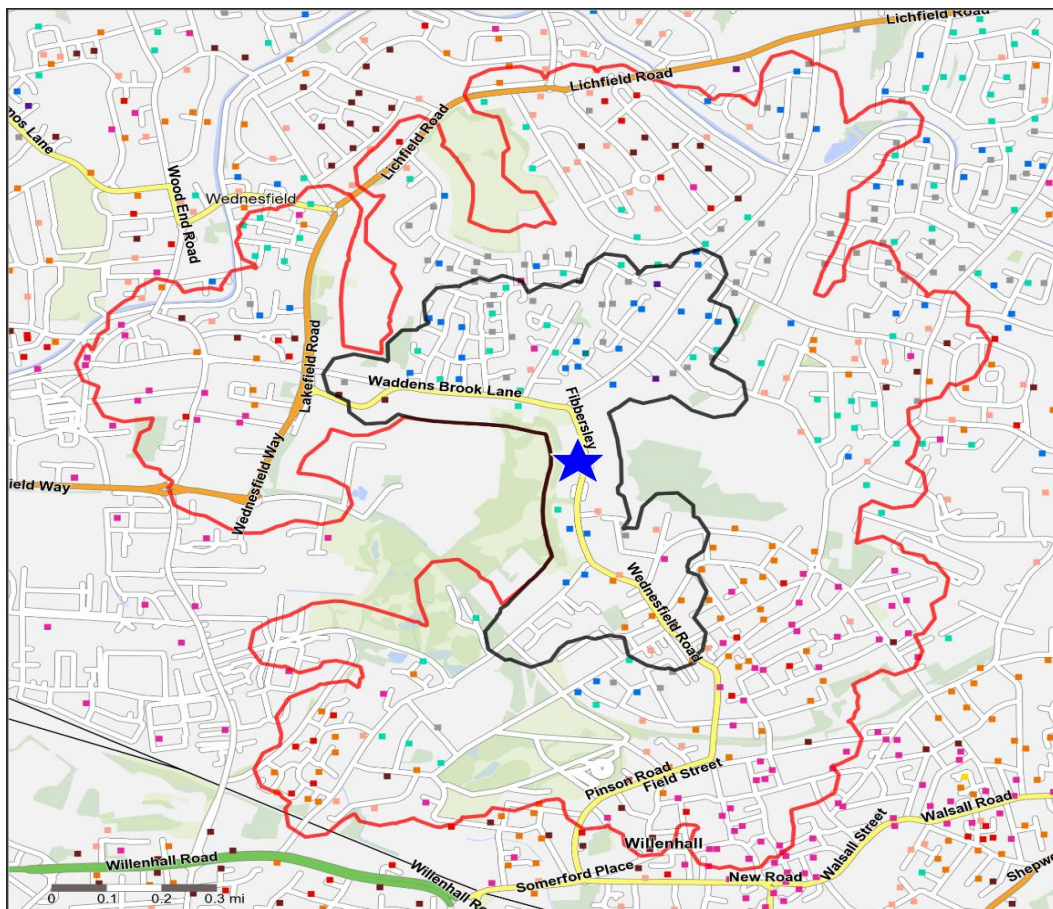 Lichfield Road
Lichfield Road
Lichfield Road
mos Lane
Wood End Road
Wednesfield
Lakefield Road
Waddens Brook Lane
Fibbersley
Wednesfield Way
ield Way
Wednesfield Road
Pinson Road
Field Street
Willenhall
Walsall Road
Walsall Street
Willenhall Road
Willenhall Ro
Somerford Place
New Road
Shepwe
0 0.1 0.2 0.3 mi